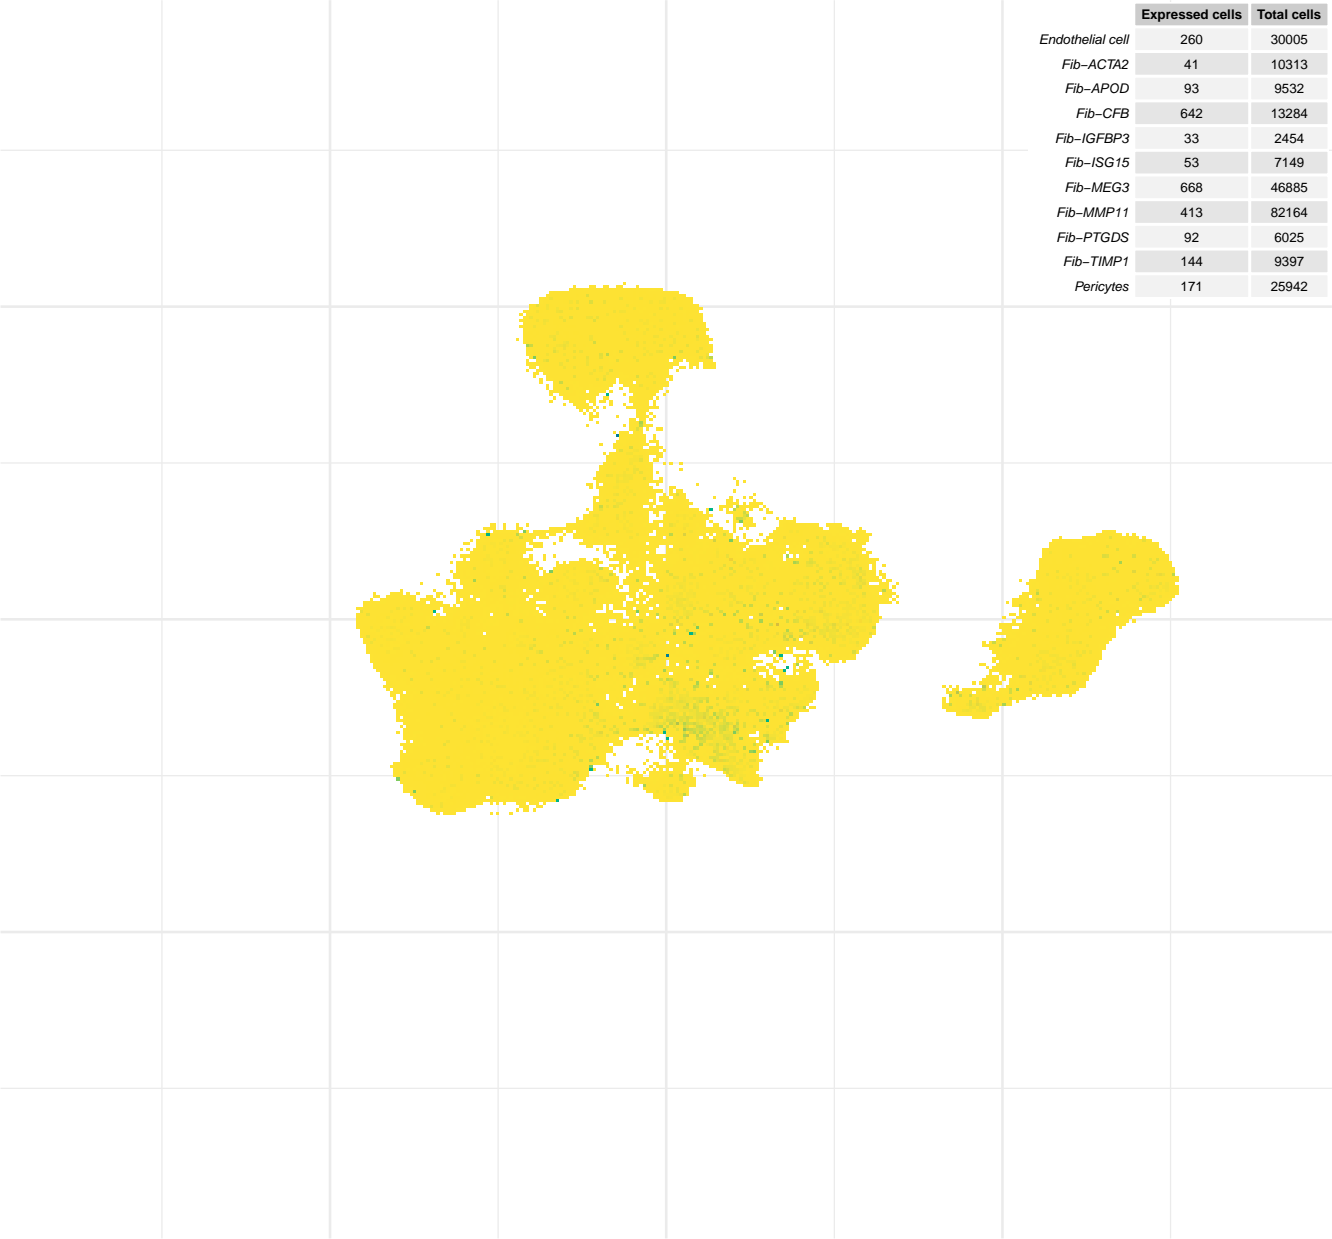 Expressed cells Total cells
Endothelial cell 260 30005
Fib−ACTA2 41 10313
Fib−APOD 93 9532
Fib−CFB 642 13284
Fib−IGFBP3 33 2454
Fib−ISG15 53 7149
Fib−MEG3 668 46885
Fib−MMP11 413 82164
Fib−PTGDS 92 6025
Fib−TIMP1 144 9397
Pericytes 171 25942